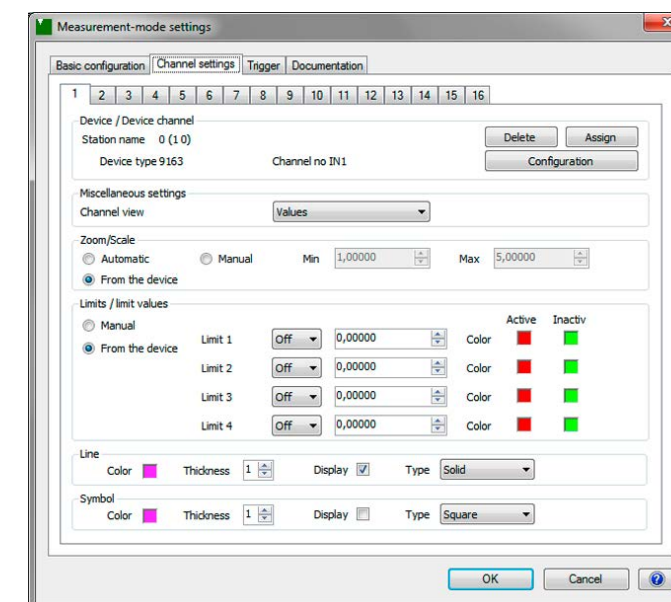 Measurement-mode settings
Basic configuration Channel settings Trigger Documentation
1 2 3 4 5 6 7 8 9 10 11 12 13 14 15 16
Device / Device channel
Station name 0 (1 0) Delete Assign
Device type 9163 Channel no IN1 Configuration
Miscellaneous settings
Channel view Values
Zoom/Scale
Automatic Manual Min 1,00000 Max 5,00000
From the device
Limits / limit values
Manual Active Inactiv
From the device Limit 1 Off 0,00000 Color
Limit 2 Off 0,00000 Color
Limit 3 Off 0,00000 Color
Limit 4 Off 0,00000 Color
Line
Color Thickness 1 Display Type Solid
Symbol
Color Thickness 1 Display Type Square
OK Cancel ?